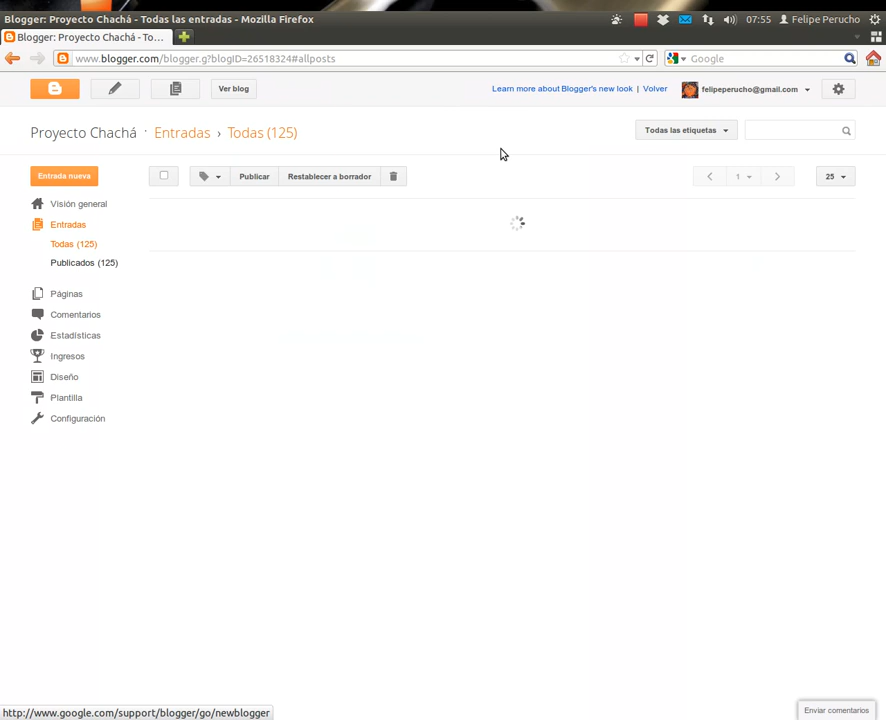 Blogger: Proyecto Chachá - Todas las entradas - Mozilla Firefox
07:55
Felipe Perucho
Blogger: Proyecto Chachá - To...
www.blogger.com/blogger.g?blogID=26518324#allposts
Google
Ver blog
Learn more about Blogger's new look | Volver
felipeperucho@gmail.com
Proyecto Chachá · Entradas › Todas (125)
Todas las etiquetas
Entrada nueva
Publicar
Restablecer a borrador
1
25
Visión general
Entradas
Todas (125)
Publicados (125)
Páginas
Comentarios
Estadísticas
Ingresos
Diseño
Plantilla
Configuración
Enviar comentarios
http://www.google.com/support/blogger/go/newblogger